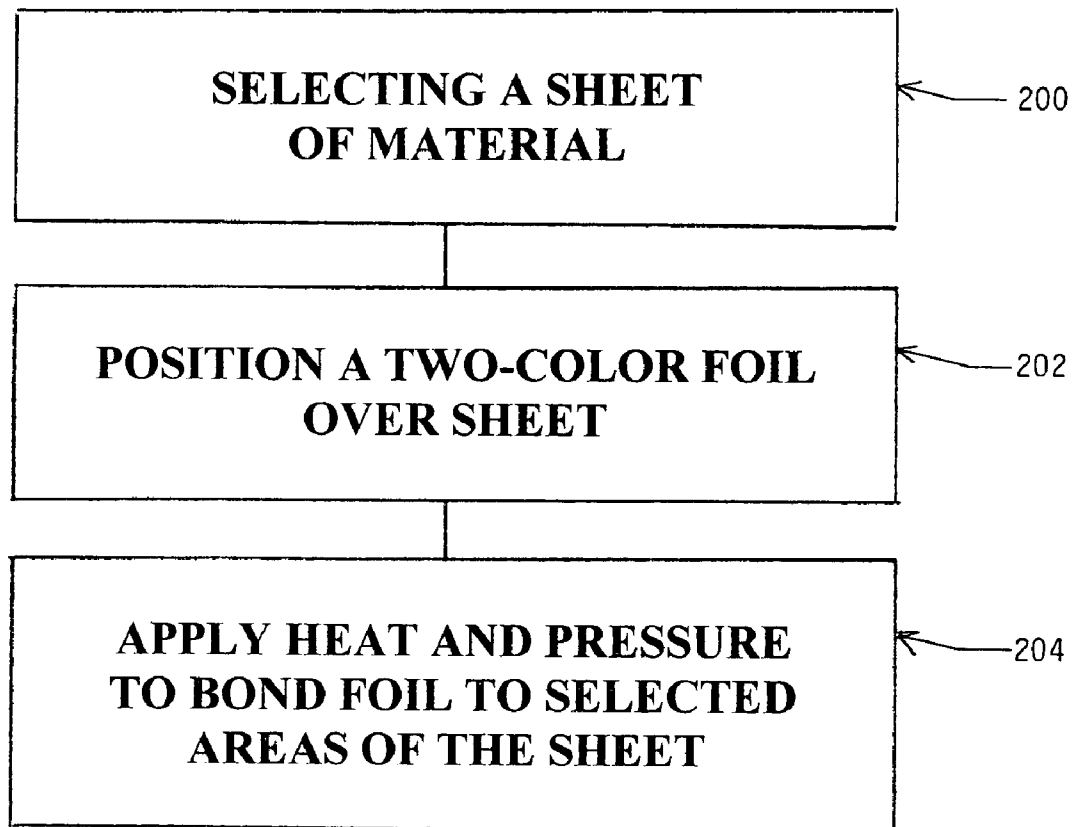 SELECTING A SHEET
OF MATERIAL
200
POSITION A TWO-COLOR FOIL
OVER SHEET
202
APPLY HEAT AND PRESSURE
TO BOND FOIL TO SELECTED
AREAS OF THE SHEET
204